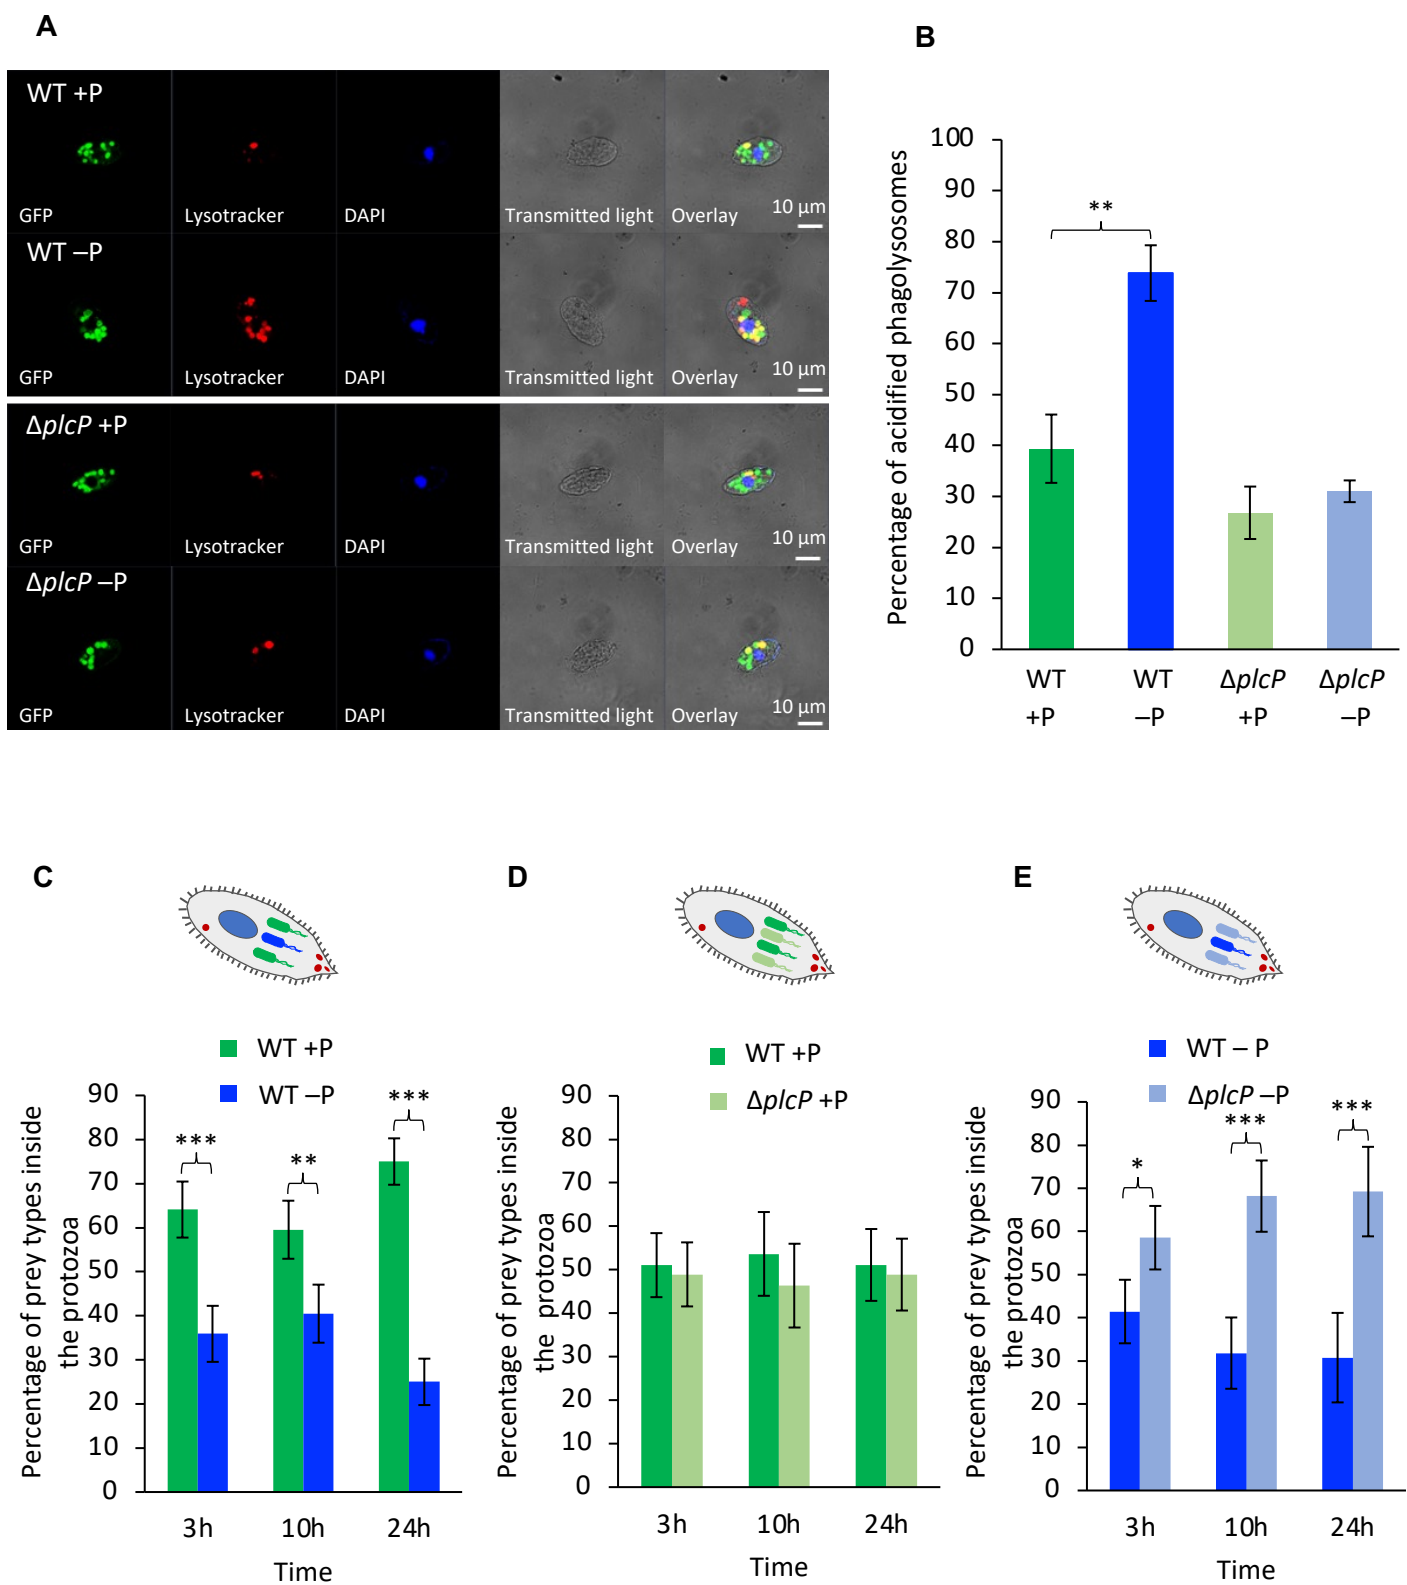 A
WT +P
GFP Lysotracker DAPI Transmitted light Overlay 10 µm
WT –P
GFP Lysotracker DAPI Transmitted light Overlay 10 µm
ΔplcP +P
GFP Lysotracker DAPI Transmitted light Overlay 10 µm
ΔplcP –P
GFP Lysotracker DAPI Transmitted light Overlay 10 µm
B
Percentage of acidified phagolysosomes
100
90
80
70
60
50
40
30
20
10
0
**
WT WT ΔplcP ΔplcP
+P –P +P –P
C
WT +P
WT –P
Percentage of prey types inside
the protozoa
90
80
70
60
50
40
30
20
10
0
*** ** ***
3h 10h 24h
Time
D
WT +P
ΔplcP +P
Percentage of prey types inside
the protozoa
90
80
70
60
50
40
30
20
10
0
3h 10h 24h
Time
E
WT – P
ΔplcP –P
Percentage of prey types inside
the protozoa
90
80
70
60
50
40
30
20
10
0
* *** ***
3h 10h 24h
Time